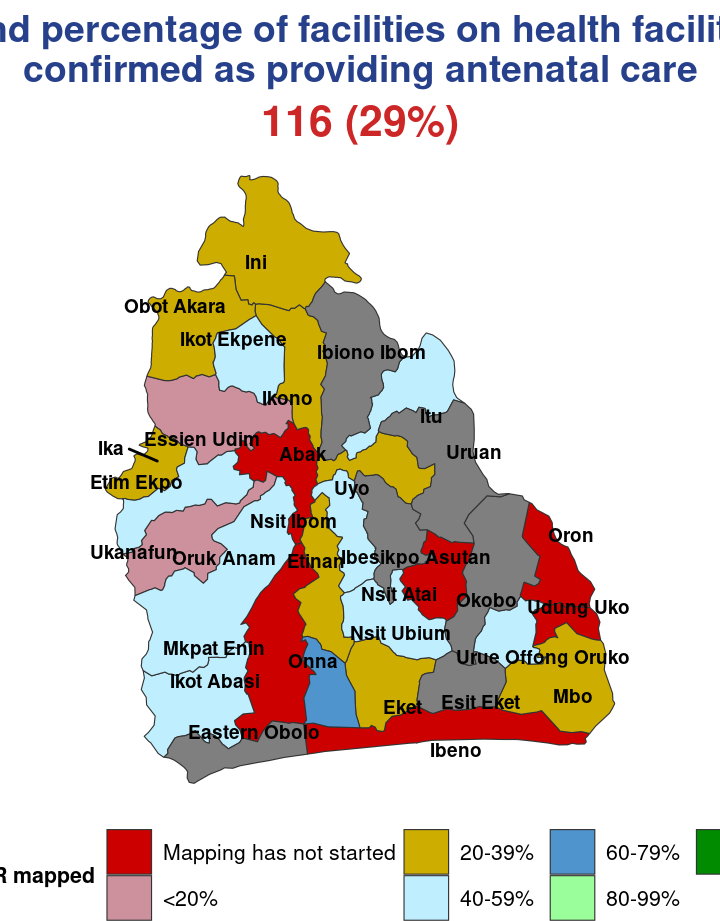 nd percentage of facilities on health facilit
confirmed as providing antenatal care
116 (29%)
Ini
Obot Akara
Ikot Ekpene
Ibiono Ibom
Ikono
Itu
Essien Udim
Ika
Abak
Uruan
Etim Ekpo
Uyo
Nsit Ibom
Oron
Ukanafun
Oruk Anam
Etinan
Ibesikpo Asutan
Nsit Atai
Okobo
Udung Uko
Nsit Ubium
Mkpat Enin
Onna
Urue Offong Oruko
Ikot Abasi
Eket
Esit Eket
Mbo
Eastern Obolo
Ibeno
R mapped
Mapping has not started
20-39%
60-79%
<20%
40-59%
80-99%